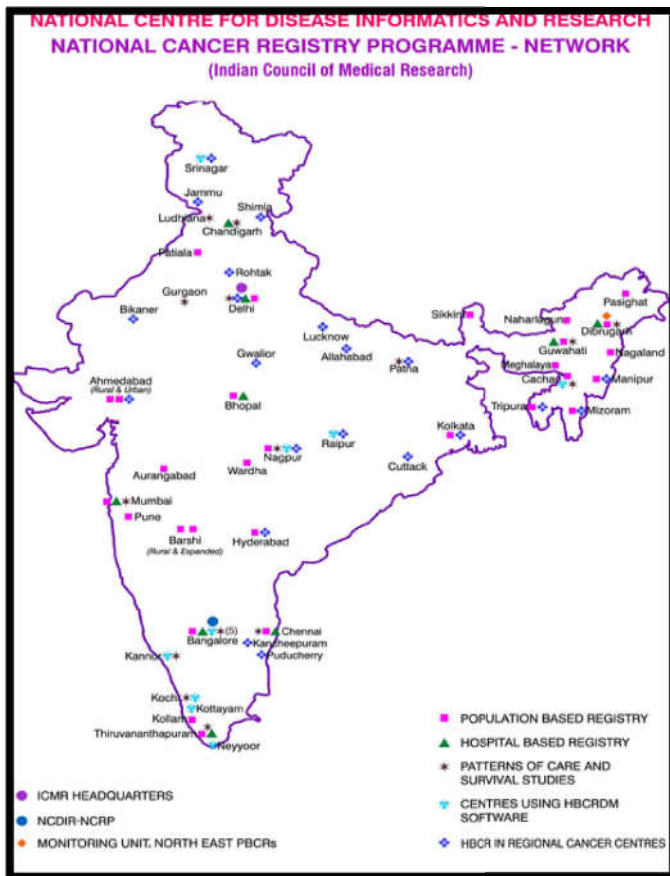 NATIONAL CENTRE FOR DISEASE INFORMATICS AND RESEARCH
NATIONAL CANCER REGISTRY PROGRAMME - NETWORK
(Indian Council of Medical Research)
Srinagar
Jammu
Shimla
Ludhiana
Chandigarh
Patiala
Rohtak
Gurgaon
Delhi
Bikaner
Sikkim
Naharlagun
Pasighat
Dibrugarh
Lucknow
Allahabad
Gwalior
Patna
Guwahati
Nagaland
Meghalaya
Cachar
Manipur
Ahmedabad
(Rural & Urban)
Bhopal
Tripura
Mizoram
Kolkata
Raipur
Nagpur
Wardha
Cuttack
Aurangabad
Mumbai
Pune
Barshi
(Rural & Expanded)
Hyderabad
(5)
Bangalore
Chennai
Kancheepuram
Puducherry
Kannur
Kochi
Kottayam
Kollam
Thiruvananthapuram
Neyyoor
POPULATION BASED REGISTRY
HOSPITAL BASED REGISTRY
PATTERNS OF CARE AND
SURVIVAL STUDIES
CENTRES USING HBCRDM
SOFTWARE
HBCR IN REGIONAL CANCER CENTRES
ICMR HEADQUARTERS
NCDIR-NCRP
MONITORING UNIT, NORTH EAST PBCRs